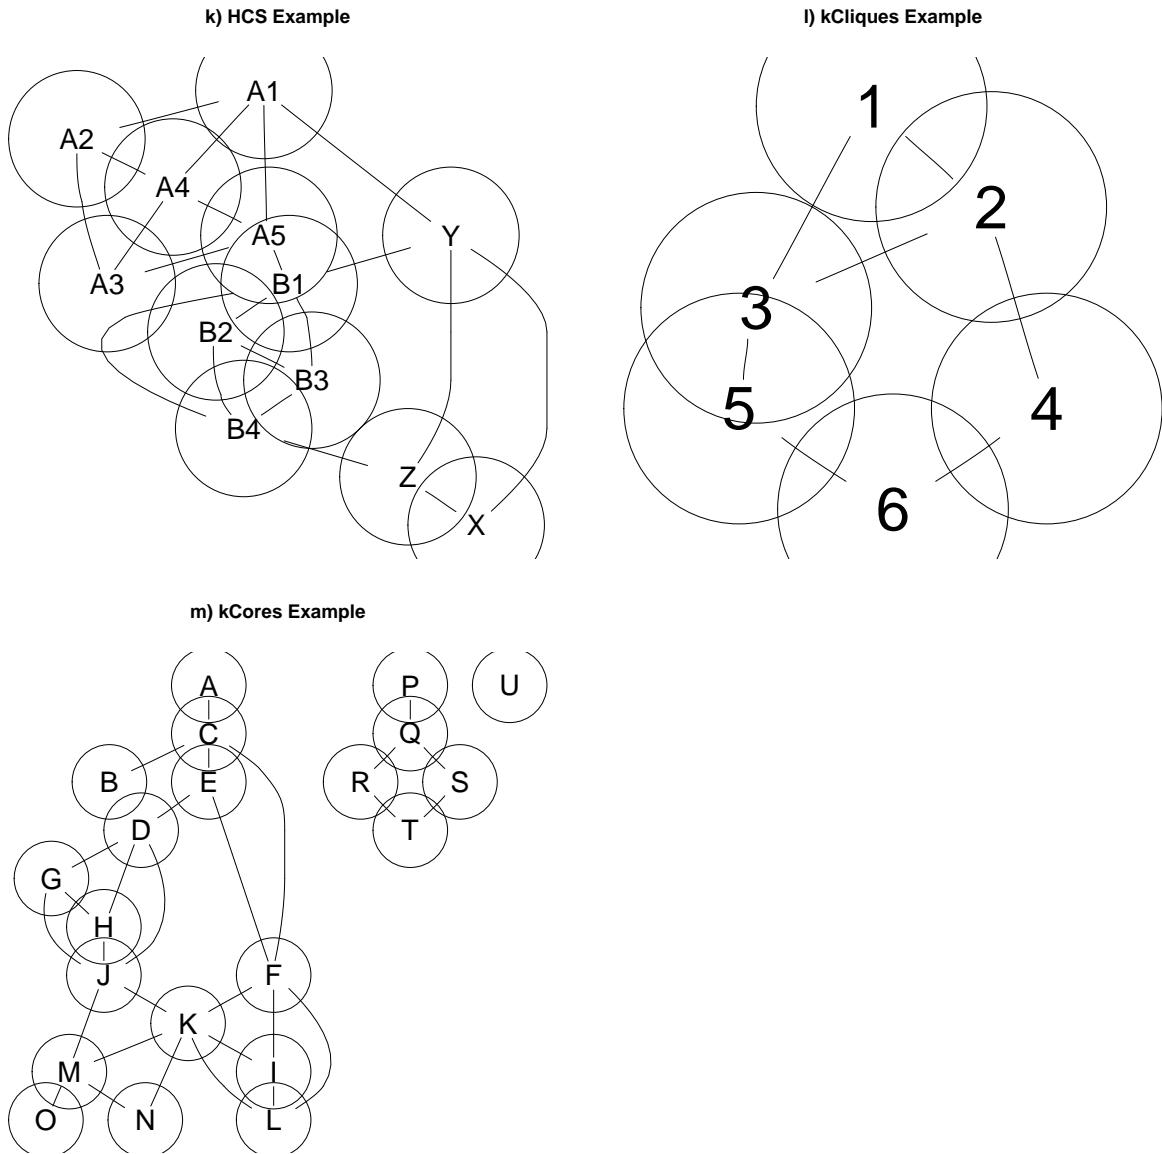 k) HCS Example
A1
A2
A4
A5
Y
A3
B1
B2
B3
B4
Z
X
l) kCliques Example
1
2
3
5
4
6
m) kCores Example
A
P
U
C
Q
B
E
R
S
D
T
G
H
J
F
K
M
I
O
N
L